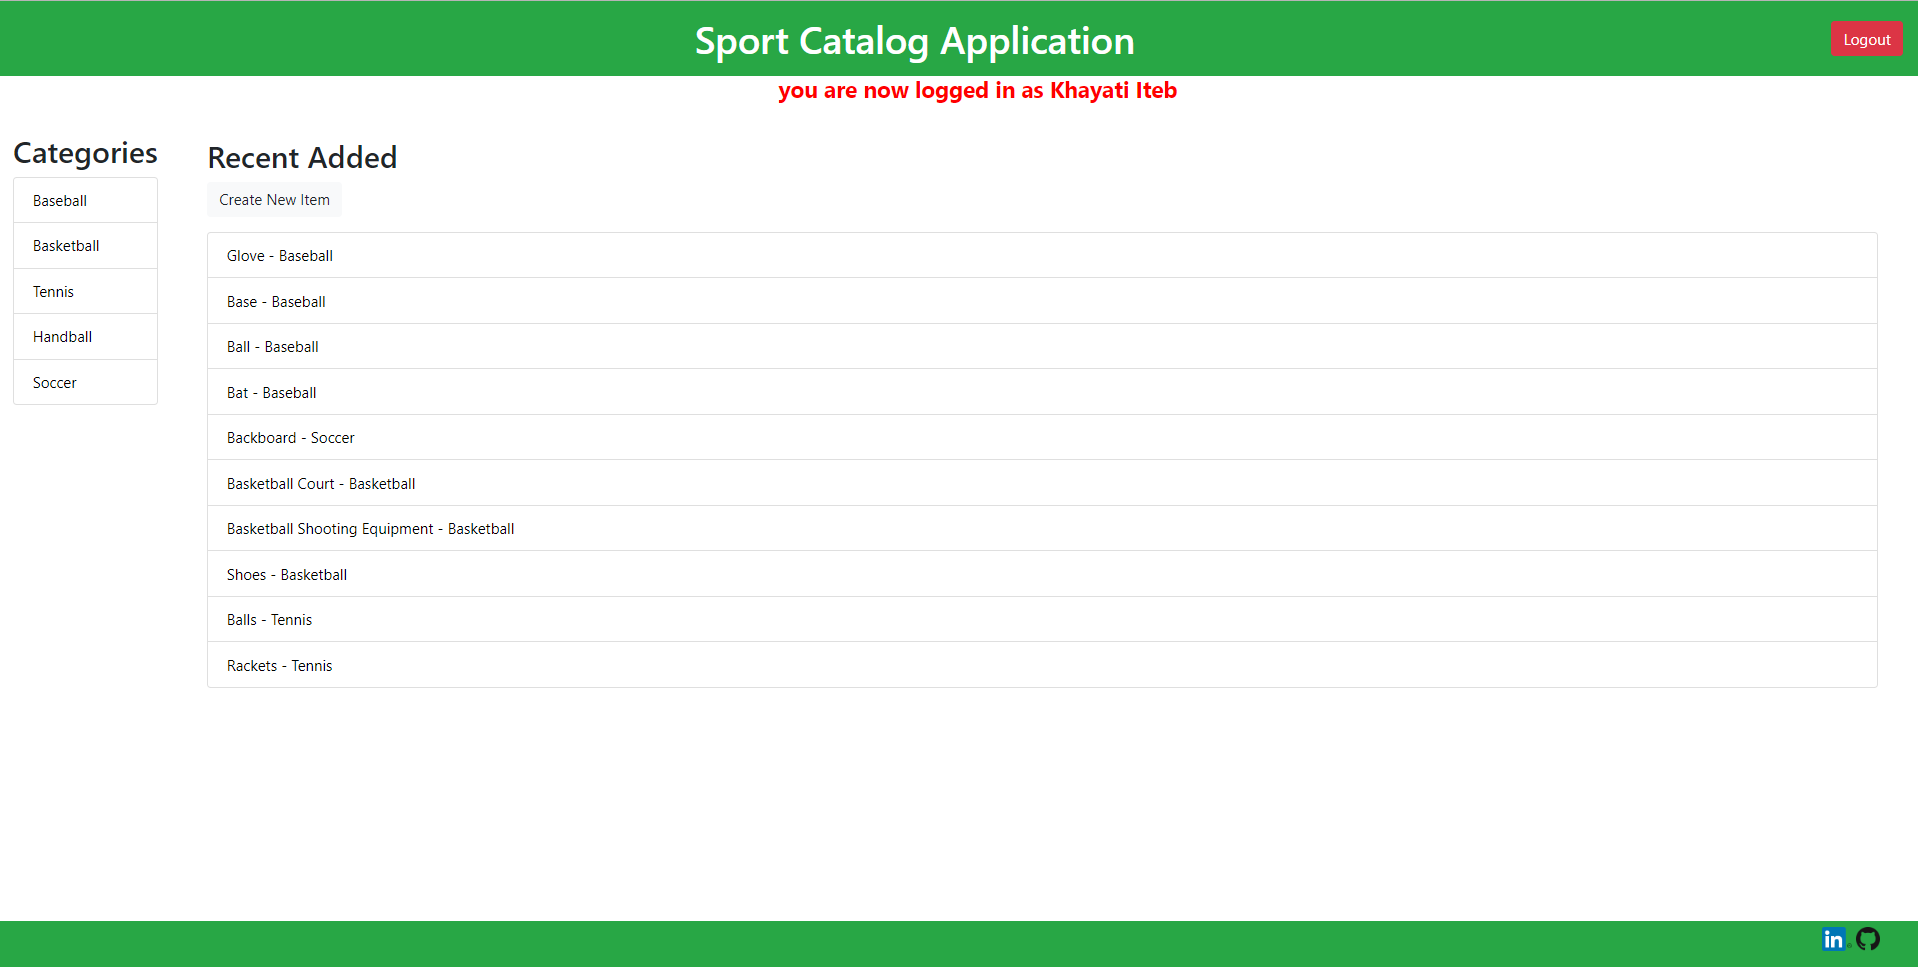 Sport Catalog Application
Logout
you are now logged in as Khayati Iteb
Categories
Baseball
Basketball
Tennis
Handball
Soccer
Recent Added
Create New Item
Glove - Baseball
Base - Baseball
Ball - Baseball
Bat - Baseball
Backboard - Soccer
Basketball Court - Basketball
Basketball Shooting Equipment - Basketball
Shoes - Basketball
Balls - Tennis
Rackets - Tennis
in